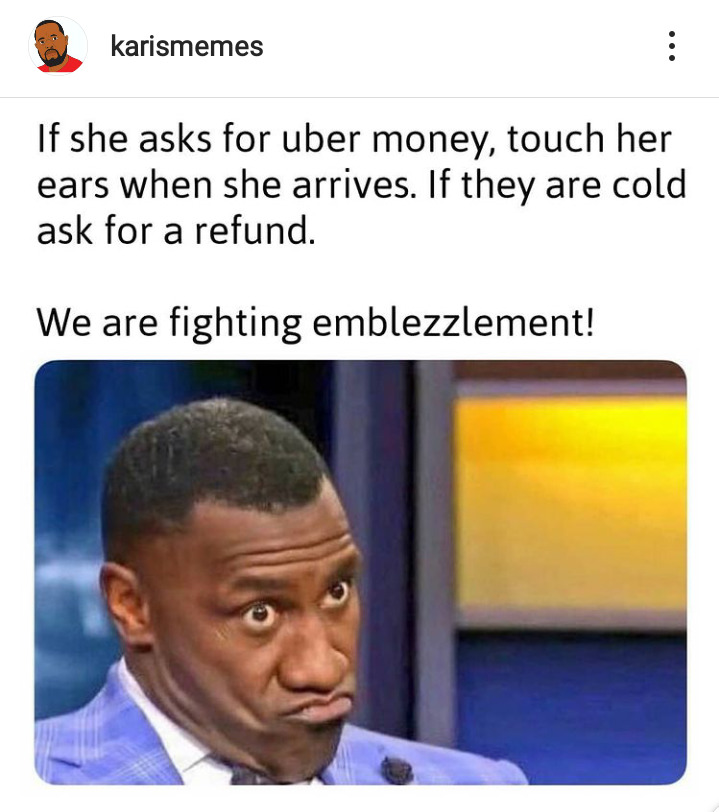 karismemes
If she asks for uber money, touch her
ears when she arrives. If they are cold
ask for a refund.
We are fighting emblezzlement!